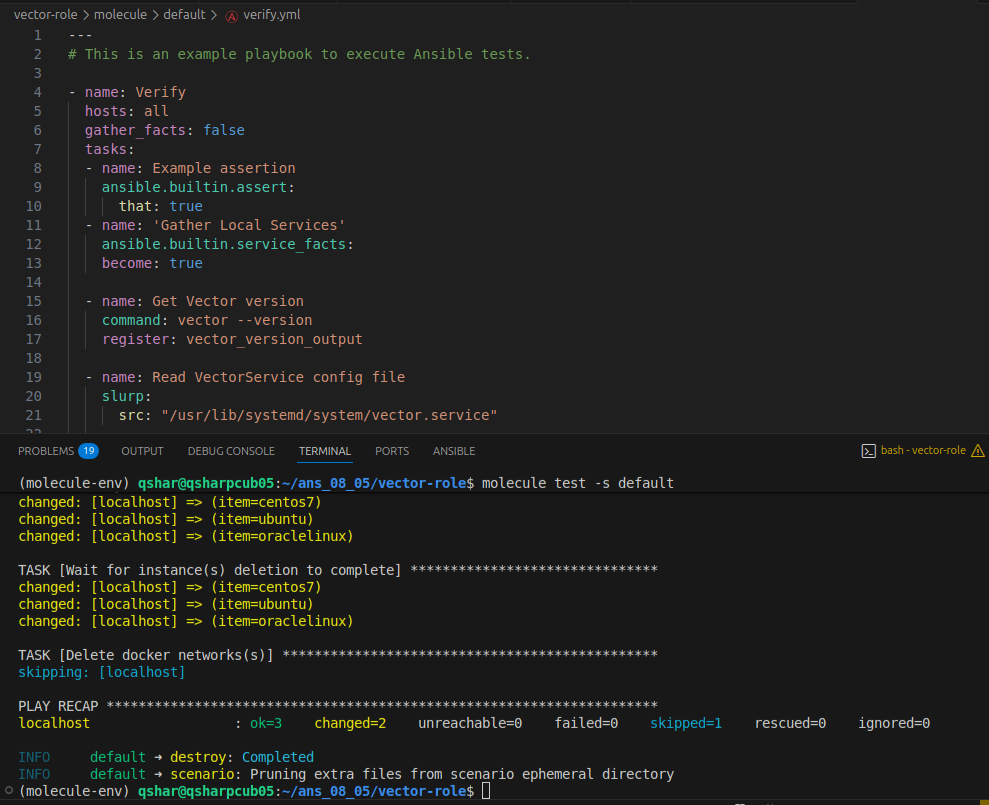 vector-role > molecule > default > verify.yml
1 ---
2 # This is an example playbook to execute Ansible tests.
3
4 - name: Verify
5 hosts: all
6 gather_facts: false
7 tasks:
8 - name: Example assertion
9 ansible.builtin.assert:
10 that: true
11 - name: 'Gather Local Services'
12 ansible.builtin.service_facts:
13 become: true
14
15 - name: Get Vector version
16 command: vector --version
17 register: vector_version_output
18
19 - name: Read VectorService config file
20 slurp:
21 src: "/usr/lib/systemd/system/vector.service"
22
PROBLEMS 19 OUTPUT DEBUG CONSOLE TERMINAL PORTS ANSIBLE bash - vector-role
(molecule-env) qshar@qsharpcub05:~/ans_08_05/vector-role$ molecule test -s default
changed: [localhost] => (item=centos7)
changed: [localhost] => (item=ubuntu)
changed: [localhost] => (item=oraclelinux)
TASK [Wait for instance(s) deletion to complete] *******************************
changed: [localhost] => (item=centos7)
changed: [localhost] => (item=ubuntu)
changed: [localhost] => (item=oraclelinux)
TASK [Delete docker networks(s)] ***********************************************
skipping: [localhost]
PLAY RECAP *********************************************************************
localhost : ok=3 changed=2 unreachable=0 failed=0 skipped=1 rescued=0 ignored=0
INFO default ➜ destroy: Completed
INFO default ➜ scenario: Pruning extra files from scenario ephemeral directory
(molecule-env) qshar@qsharpcub05:~/ans_08_05/vector-role$